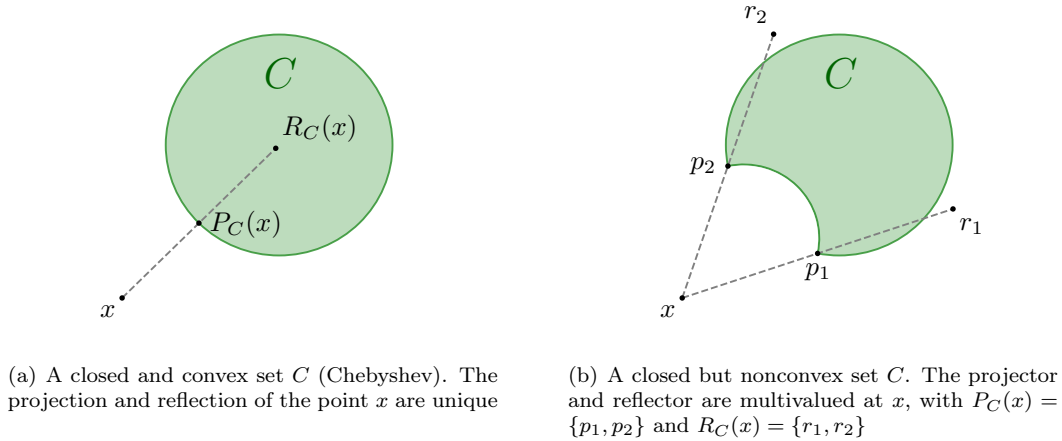 C
R_C(x)
P_C(x)
x
(a) A closed and convex set C (Chebyshev). The
projection and reflection of the point x are unique
r_2
C
p_2
r_1
p_1
x
(b) A closed but nonconvex set C. The projector
and reflector are multivalued at x, with P_C(x) =
{p_1, p_2} and R_C(x) = {r_1, r_2}